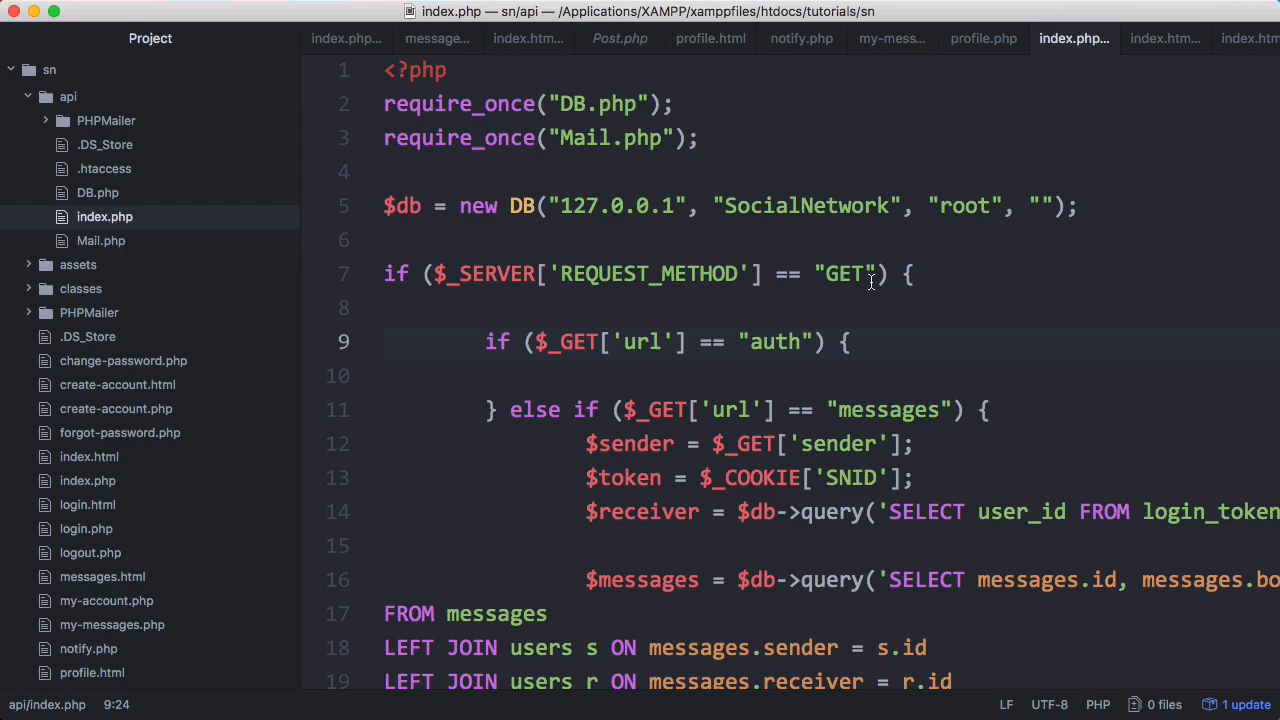 index.php — sn/api — /Applications/XAMPP/xamppfiles/htdocs/tutorials/sn
Project
index.php... message... index.htm... Post.php profile.html notify.php my-mess... profile.php index.php... index.htm... index.htm
sn
api
PHPMailer
.DS_Store
.htaccess
DB.php
index.php
Mail.php
assets
classes
PHPMailer
.DS_Store
change-password.php
create-account.html
create-account.php
forgot-password.php
index.html
index.php
login.html
login.php
logout.php
messages.html
my-account.php
my-messages.php
notify.php
profile.html
1 <?php
2 require_once("DB.php");
3 require_once("Mail.php");
4
5 $db = new DB("127.0.0.1", "SocialNetwork", "root", "");
6
7 if ($_SERVER['REQUEST_METHOD'] == "GET") {
8
9 if ($_GET['url'] == "auth") {
10
11 } else if ($_GET['url'] == "messages") {
12 $sender = $_GET['sender'];
13 $token = $_COOKIE['SNID'];
14 $receiver = $db->query('SELECT user_id FROM login_token
15
16 $messages = $db->query('SELECT messages.id, messages.bo
17 FROM messages
18 LEFT JOIN users s ON messages.sender = s.id
19 LEFT JOIN users r ON messages.receiver = r.id
api/index.php 9:24 LF UTF-8 PHP 0 files 1 update